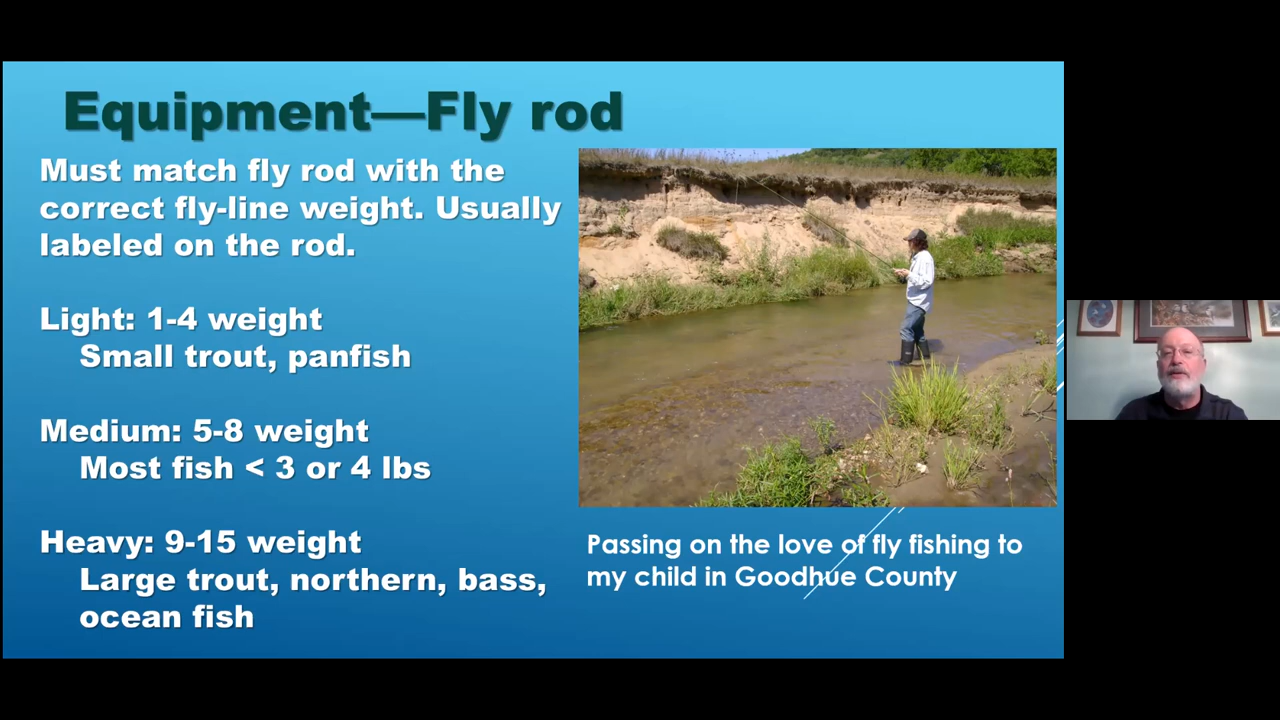 Equipment—Fly rod
Must match fly rod with the
correct fly-line weight. Usually
labeled on the rod.
Light: 1-4 weight
Small trout, panfish
Medium: 5-8 weight
Most fish < 3 or 4 lbs
Heavy: 9-15 weight
Large trout, northern, bass,
ocean fish
Passing on the love of fly fishing to
my child in Goodhue County